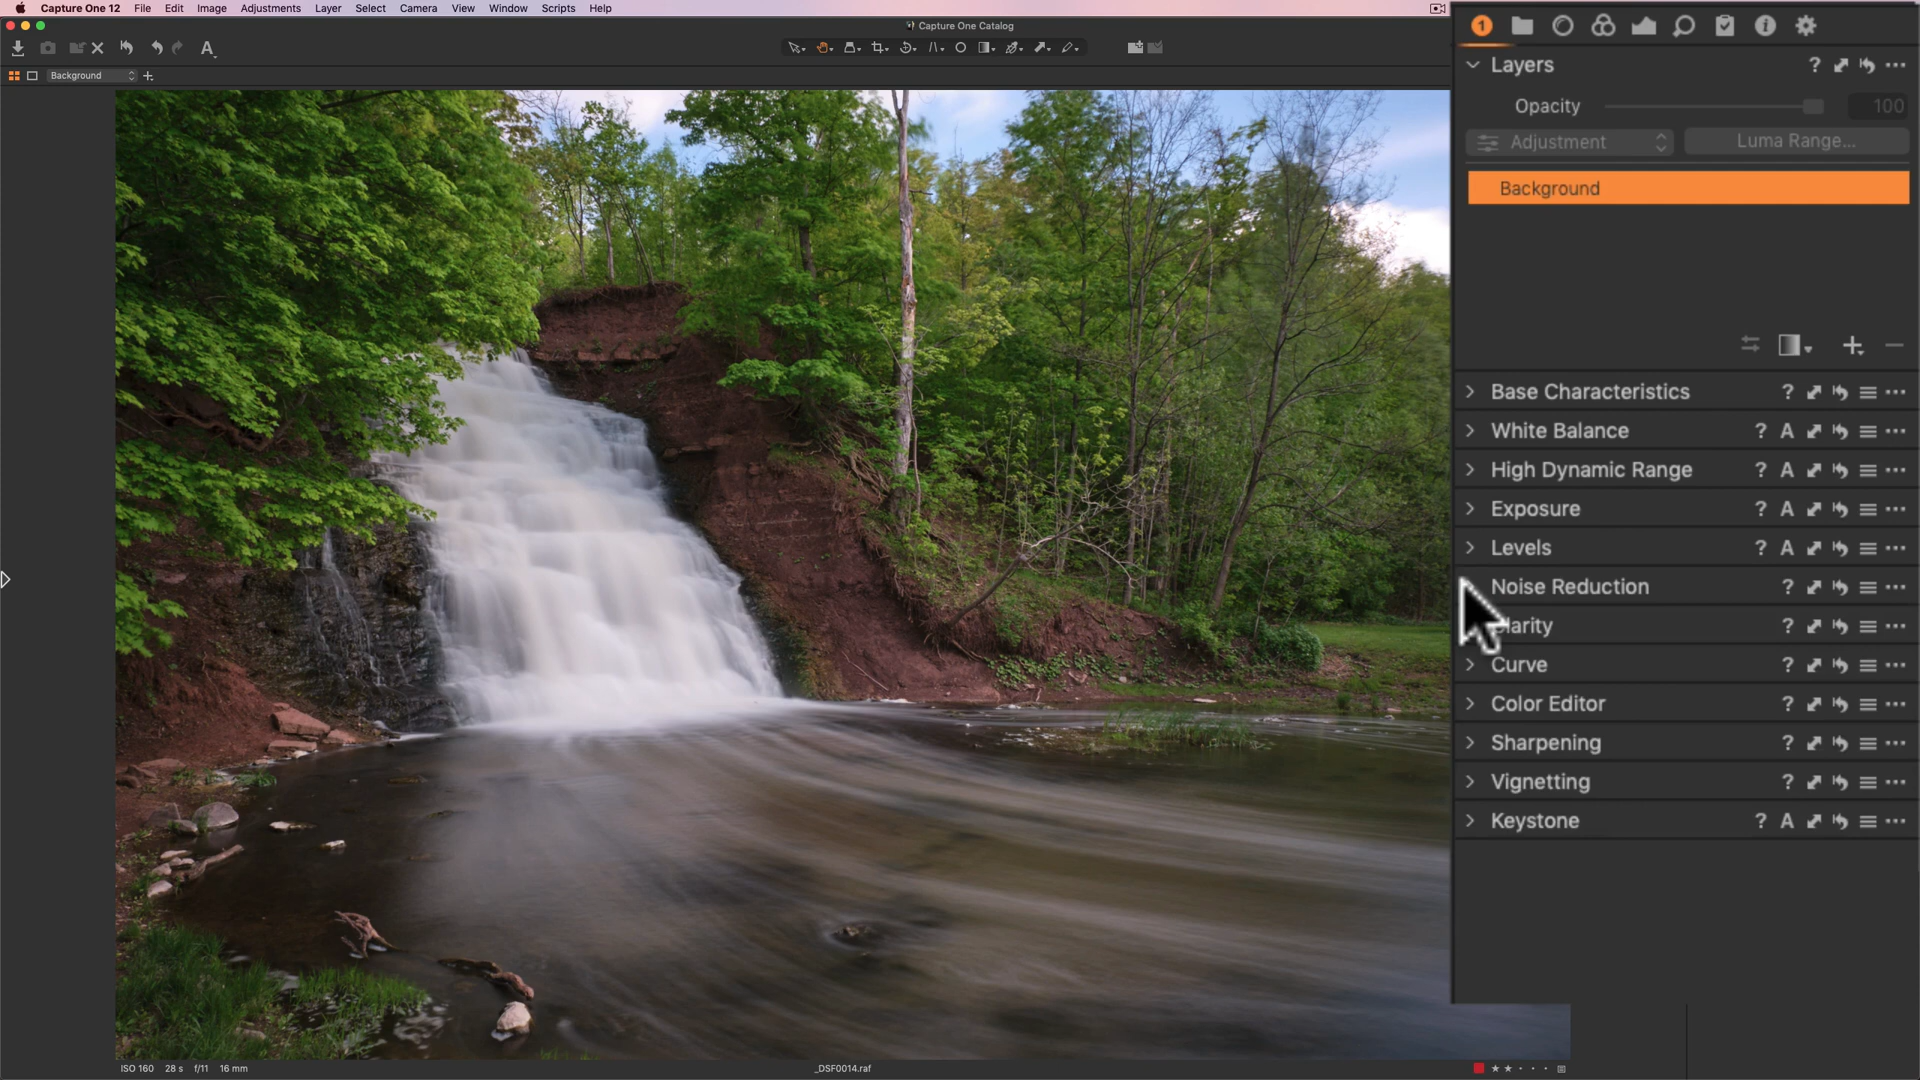 Capture One 12 File Edit Image Adjustments Layer Select Camera View Window Scripts Help
Capture One Catalog
A
Background
1
Layers ?
Opacity 100
Adjustment Luma Range...
Background
Base Characteristics ?
White Balance ? A
High Dynamic Range ? A
Exposure ? A
Levels ? A
Noise Reduction ?
larity ?
Curve ?
Color Editor ?
Sharpening ?
Vignetting ?
Keystone ? A
ISO 160 28 s f/11 16 mm _DSF0014.raf